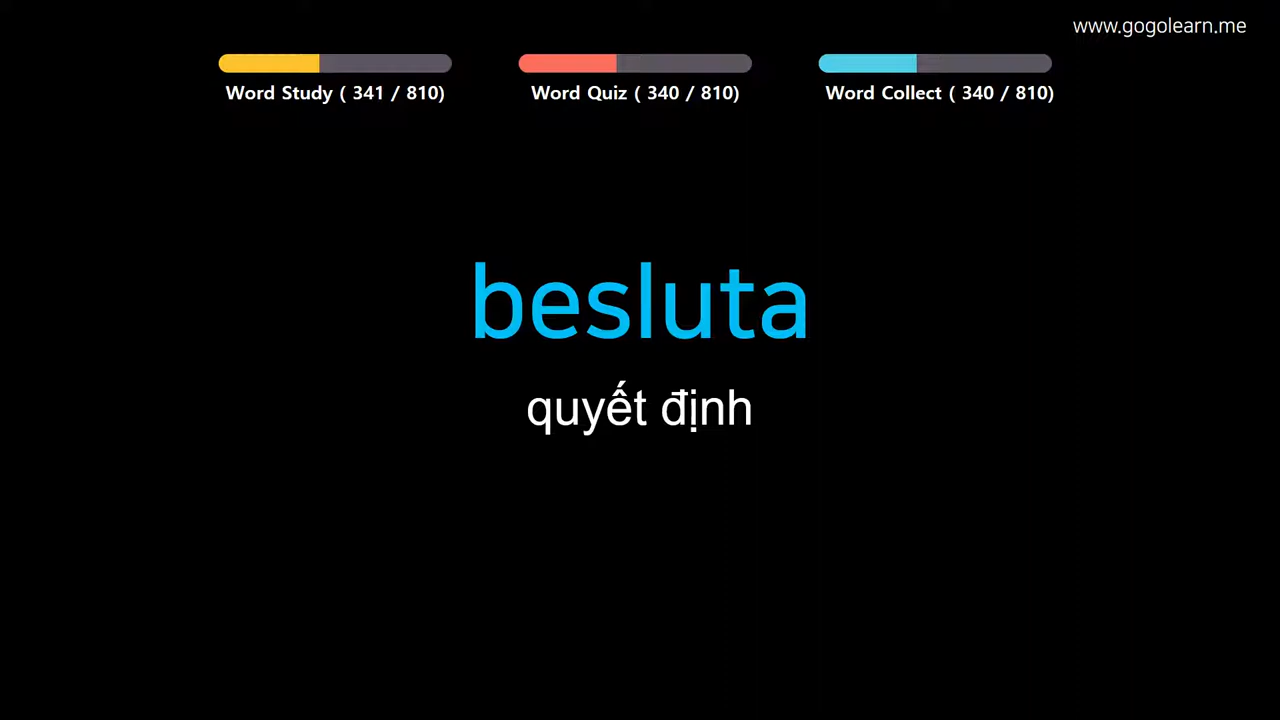 www.gogolearn.me
Word Study ( 341 / 810)
Word Quiz ( 340 / 810)
Word Collect ( 340 / 810)
besluta
quyết định